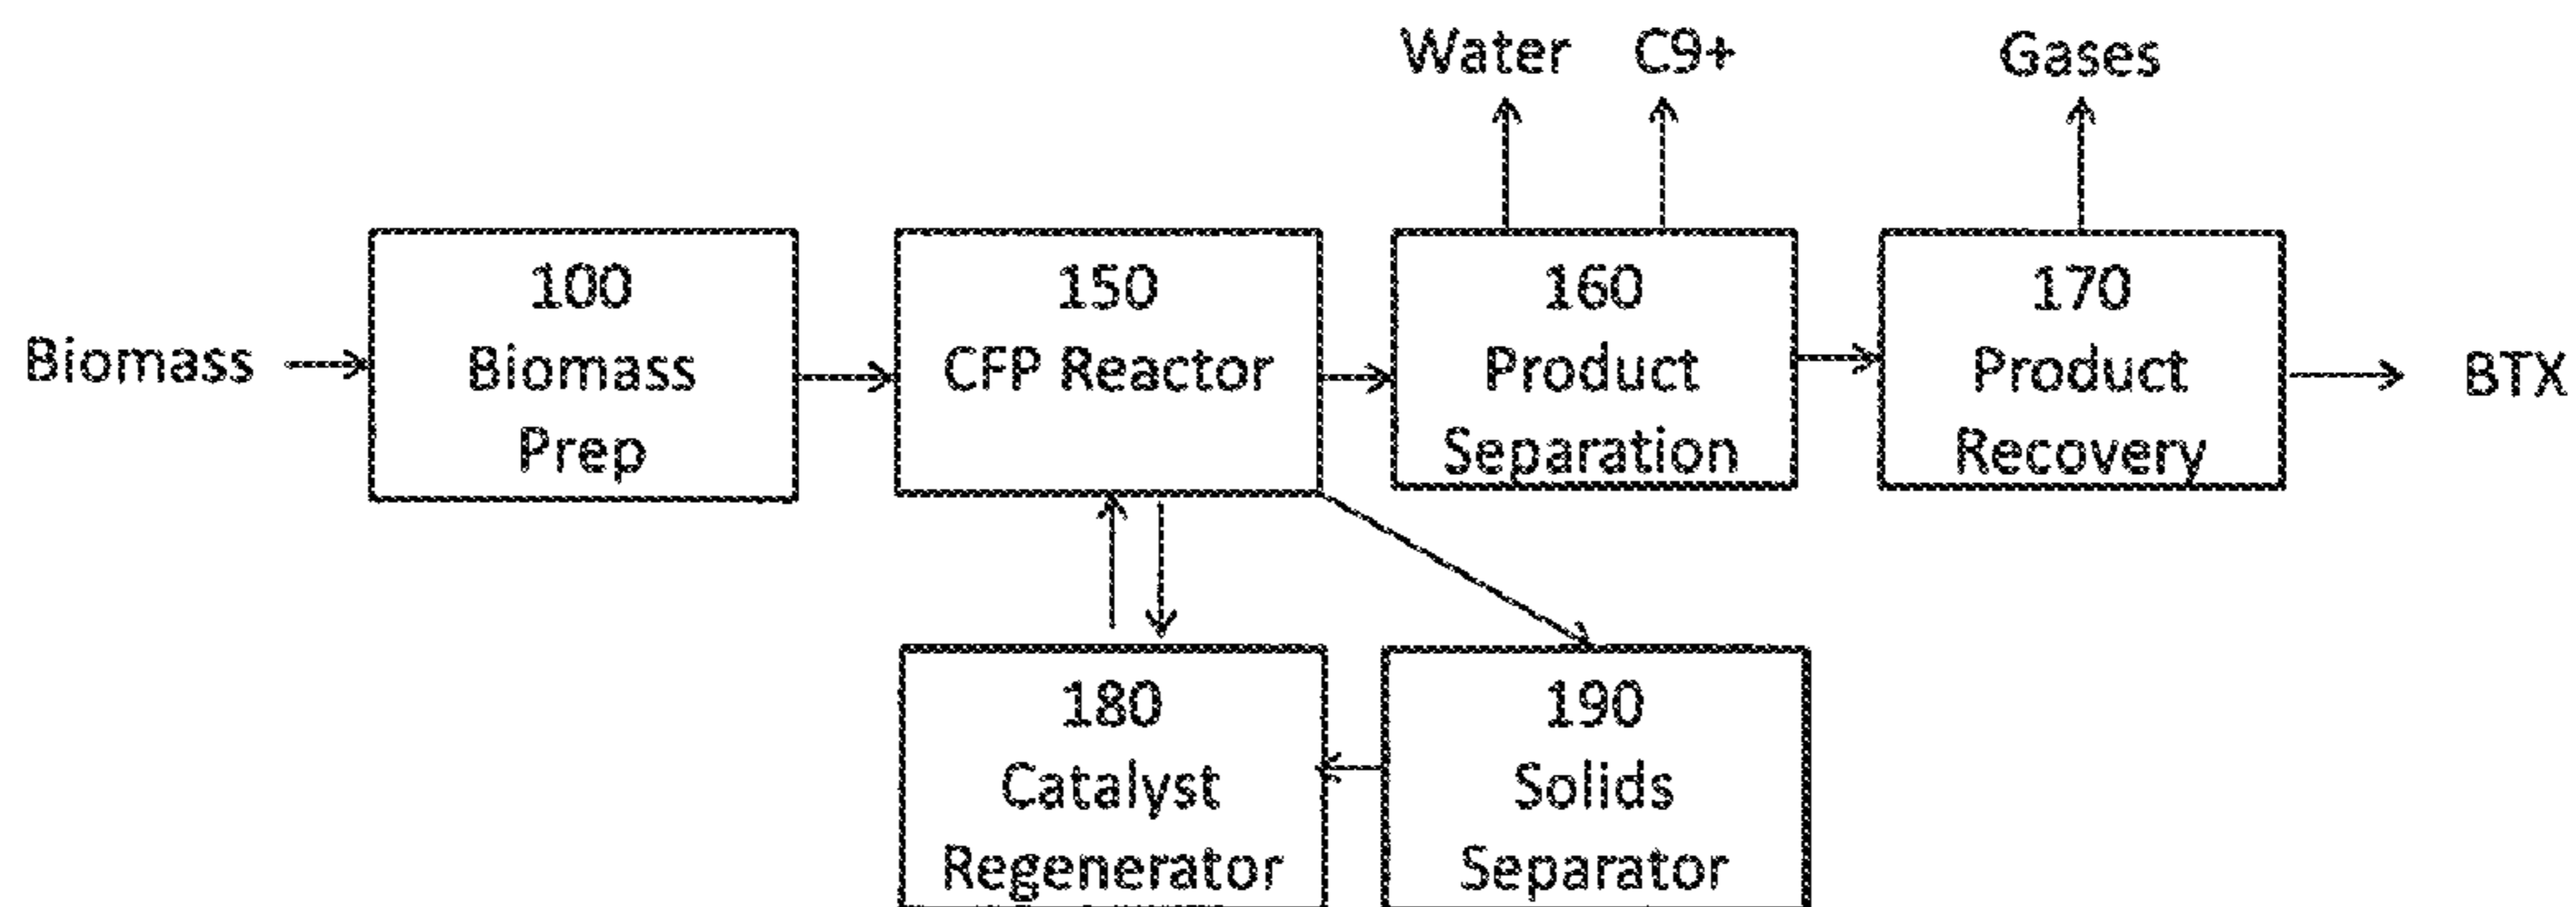 Water C9+ Gases
Biomass
100
Biomass
Prep
150
CFP Reactor
160
Product
Separation
170
Product
Recovery
BTX
180
Catalyst
Regenerator
190
Solids
Separator